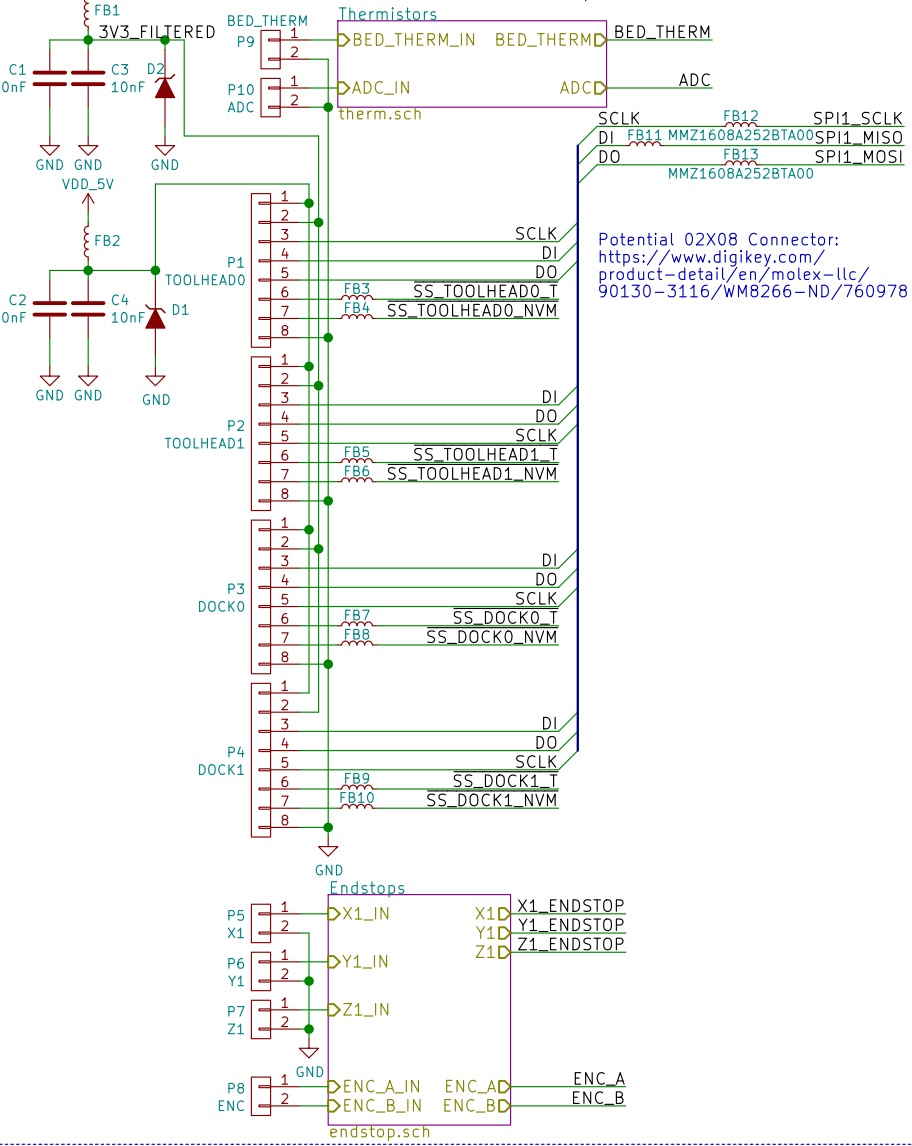 FB1
3V3_FILTERED
C1
0nF
C3
10nF
D2
GND
GND
GND
VDD_5V
FB2
C2
0nF
C4
10nF
D1
GND
GND
GND
BED_THERM
P9
1
2
P10
ADC
1
2
Thermistors
BED_THERM_IN
BED_THERM
BED_THERM
ADC_IN
ADC
ADC
therm.sch
SCLK
FB12
SPI1_SCLK
DI
FB11
MMZ1608A252BTA00
SPI1_MISO
DO
FB13
SPI1_MOSI
MMZ1608A252BTA00
Potential 02X08 Connector:
https://www.digikey.com/
product-detail/en/molex-llc/
90130-3116/WM8266-ND/760978
P1
TOOLHEAD0
1
2
3
SCLK
4
DI
5
DO
6
FB3
SS_TOOLHEAD0_T
7
FB4
SS_TOOLHEAD0_NVM
8
P2
TOOLHEAD1
1
2
3
DI
4
DO
5
SCLK
6
FB5
SS_TOOLHEAD1_T
7
FB6
SS_TOOLHEAD1_NVM
8
P3
DOCK0
1
2
3
DI
4
DO
5
SCLK
6
FB7
SS_DOCK0_T
7
FB8
SS_DOCK0_NVM
8
P4
DOCK1
1
2
3
DI
4
DO
5
SCLK
6
FB9
SS_DOCK1_T
7
FB10
SS_DOCK1_NVM
8
GND
Endstops
P5
X1
1
2
X1_IN
X1
X1_ENDSTOP
Y1
Y1_ENDSTOP
Z1
Z1_ENDSTOP
P6
Y1
1
2
Y1_IN
P7
Z1
1
2
Z1_IN
GND
P8
ENC
1
2
ENC_A_IN
ENC_A
ENC_A
ENC_B_IN
ENC_B
ENC_B
endstop.sch